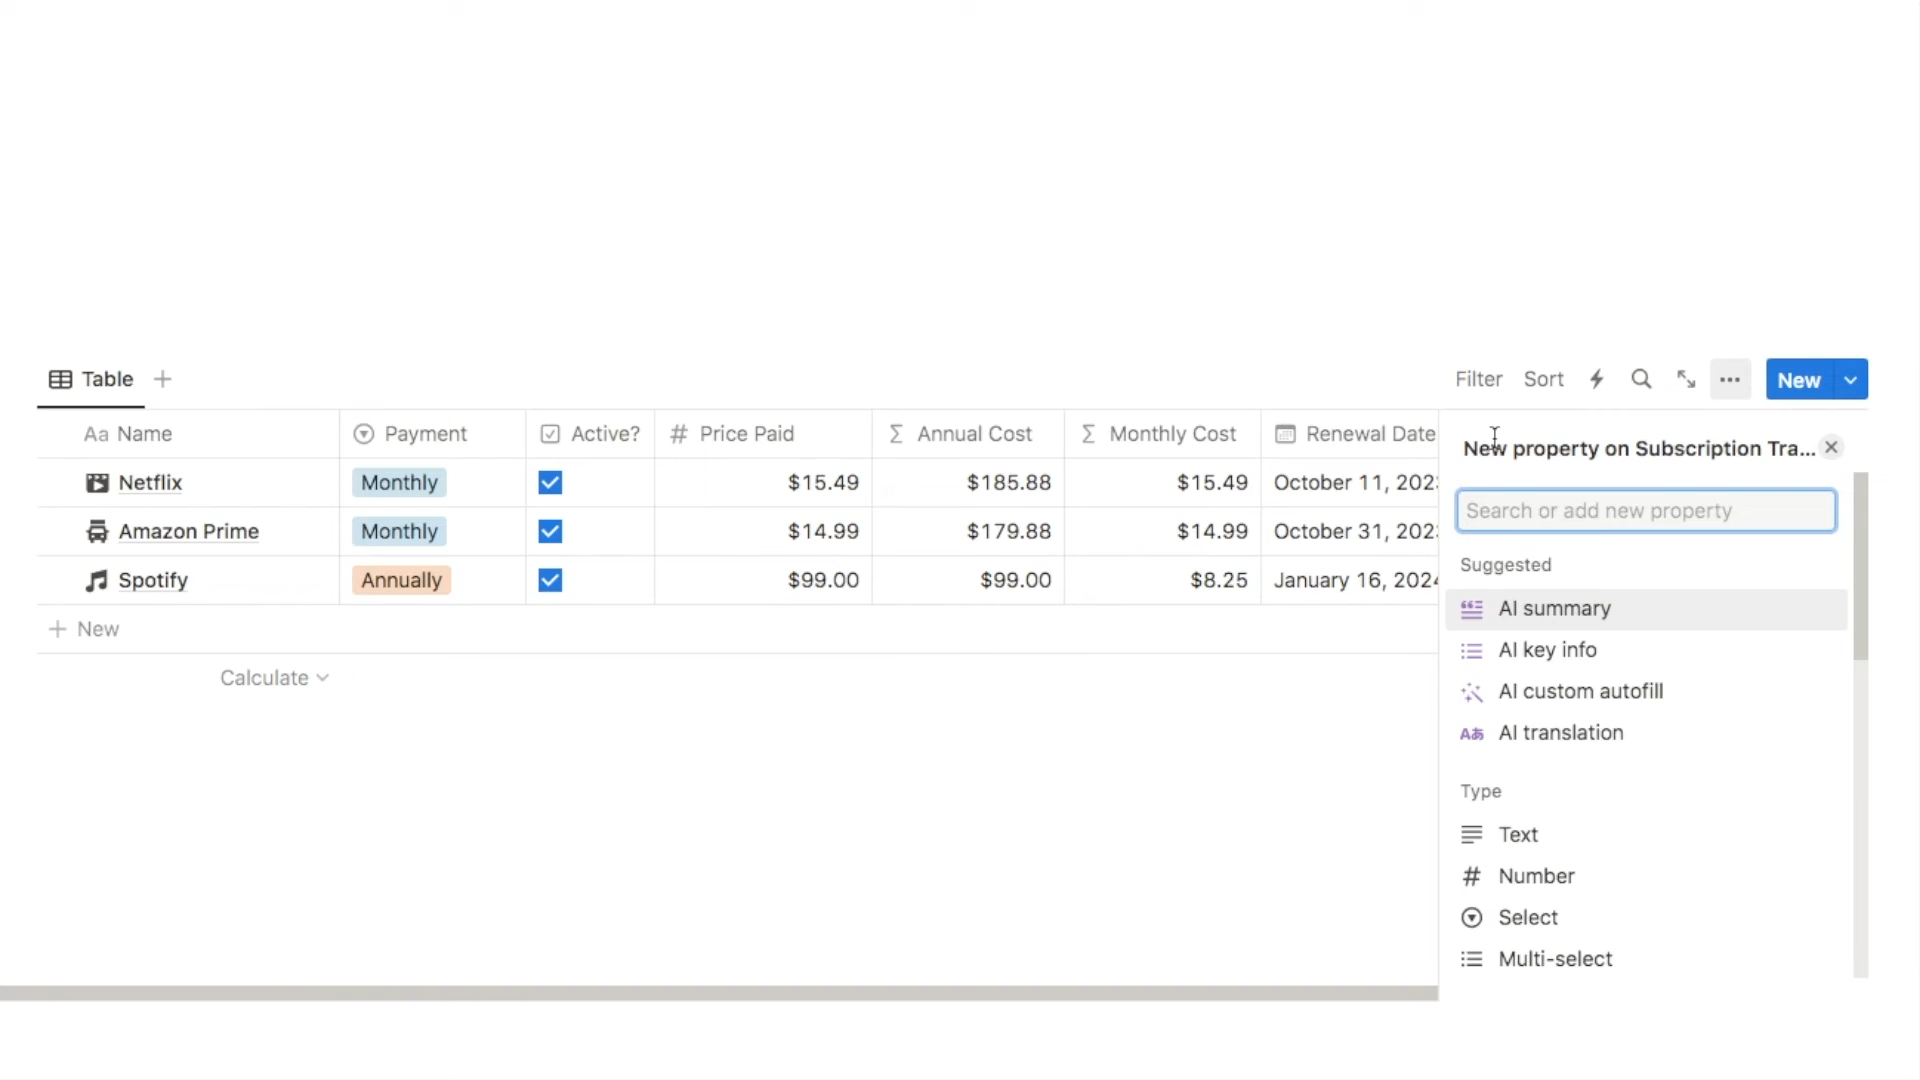 Table
Filter Sort New
Aa Name Payment Active? # Price Paid Σ Annual Cost Σ Monthly Cost Renewal Date
Netflix Monthly $15.49 $185.88 $15.49 October 11,
Amazon Prime Monthly $14.99 $179.88 $14.99 October 31,
Spotify Annually $99.00 $99.00 $8.25 January 16, 2024
+ New
Calculate
New property on Subscription Tra...
Search or add new property
Suggested
AI summary
AI key info
AI custom autofill
Aあ AI translation
Type
Text
# Number
Select
Multi-select